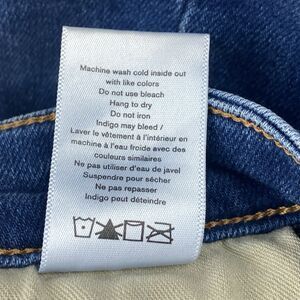 Machine wash cold inside out
with like colors
Do not use bleach
Hang to dry
Do not iron
Indigo may bleed /
Laver le vêtement à l'intérieur en
machine à l'eau froide avec des
couleurs similaires
Ne pas utiliser d'eau de javel
Suspendre pour sécher
Ne pas repasser
Indigo peut déteindre